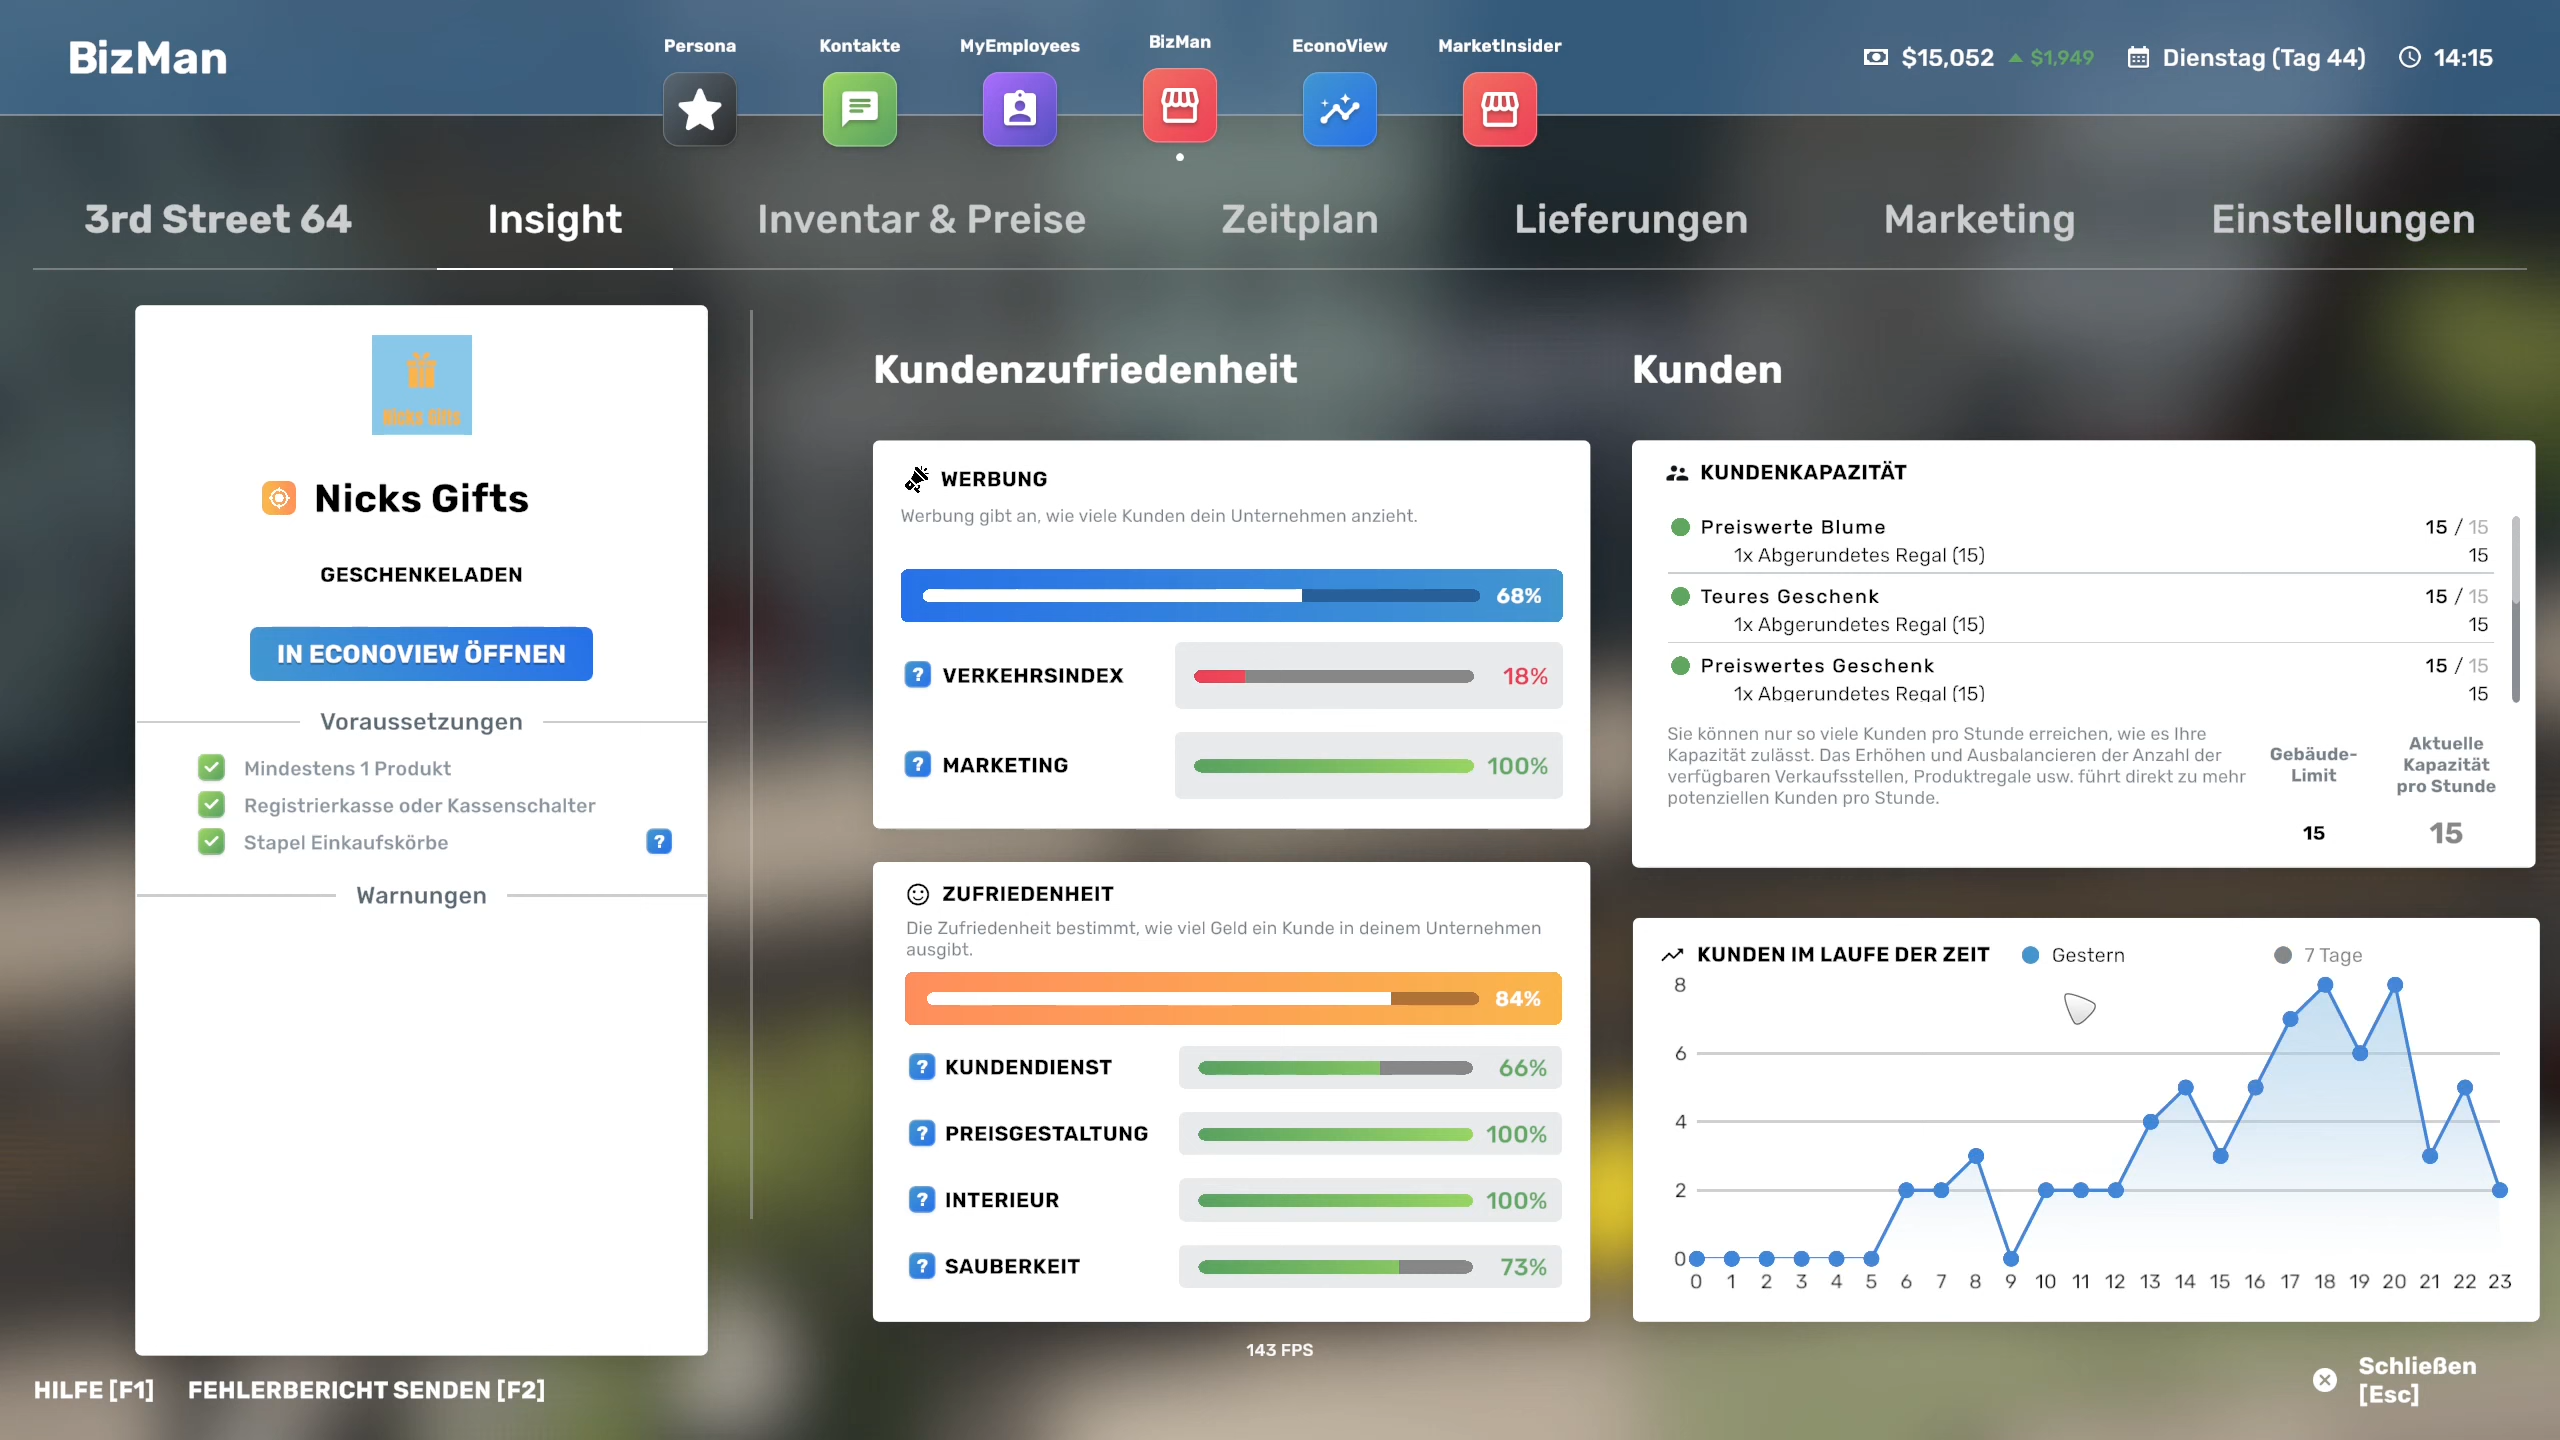 BizMan
Persona
Kontakte
MyEmployees
BizMan
EconoView
MarketInsider
$15,052
$1,949
Dienstag (Tag 44)
14:15
3rd Street 64
Insight
Inventar & Preise
Zeitplan
Lieferungen
Marketing
Einstellungen
Nicks Gifts
Nicks Gifts
GESCHENKELADEN
IN ECONOVIEW ÖFFNEN
Voraussetzungen
Mindestens 1 Produkt
Registrierkasse oder Kassenschalter
Stapel Einkaufskörbe
?
Warnungen
Kundenzufriedenheit
WERBUNG
Werbung gibt an, wie viele Kunden dein Unternehmen anzieht.
68%
? VERKEHRSINDEX 18%
? MARKETING 100%
ZUFRIEDENHEIT
Die Zufriedenheit bestimmt, wie viel Geld ein Kunde in deinem Unternehmen
ausgibt.
84%
? KUNDENDIENST 66%
? PREISGESTALTUNG 100%
? INTERIEUR 100%
? SAUBERKEIT 73%
Kunden
KUNDENKAPAZITÄT
Preiswerte Blume 15 / 15
1x Abgerundetes Regal (15) 15
Teures Geschenk 15 / 15
1x Abgerundetes Regal (15) 15
Preiswertes Geschenk 15 / 15
1x Abgerundetes Regal (15) 15
Sie können nur so viele Kunden pro Stunde erreichen, wie es Ihre
Kapazität zulässt. Das Erhöhen und Ausbalancieren der Anzahl der
verfügbaren Verkaufsstellen, Produktregale usw. führt direkt zu mehr
potenziellen Kunden pro Stunde.
Gebäude-
Limit
15
Aktuelle
Kapazität
pro Stunde
15
KUNDEN IM LAUFE DER ZEIT
Gestern
7 Tage
8
6
4
2
0
0 1 2 3 4 5 6 7 8 9 10 11 12 13 14 15 16 17 18 19 20 21 22 23
143 FPS
HILFE [F1]
FEHLERBERICHT SENDEN [F2]
Schließen
[Esc]